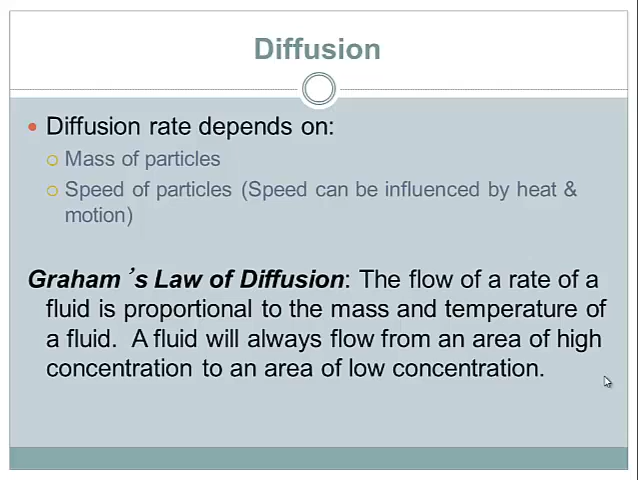 Diffusion
Diffusion rate depends on:
Mass of particles
Speed of particles (Speed can be influenced by heat &
motion)
Graham ’s Law of Diffusion: The flow of a rate of a
fluid is proportional to the mass and temperature of
a fluid. A fluid will always flow from an area of high
concentration to an area of low concentration.